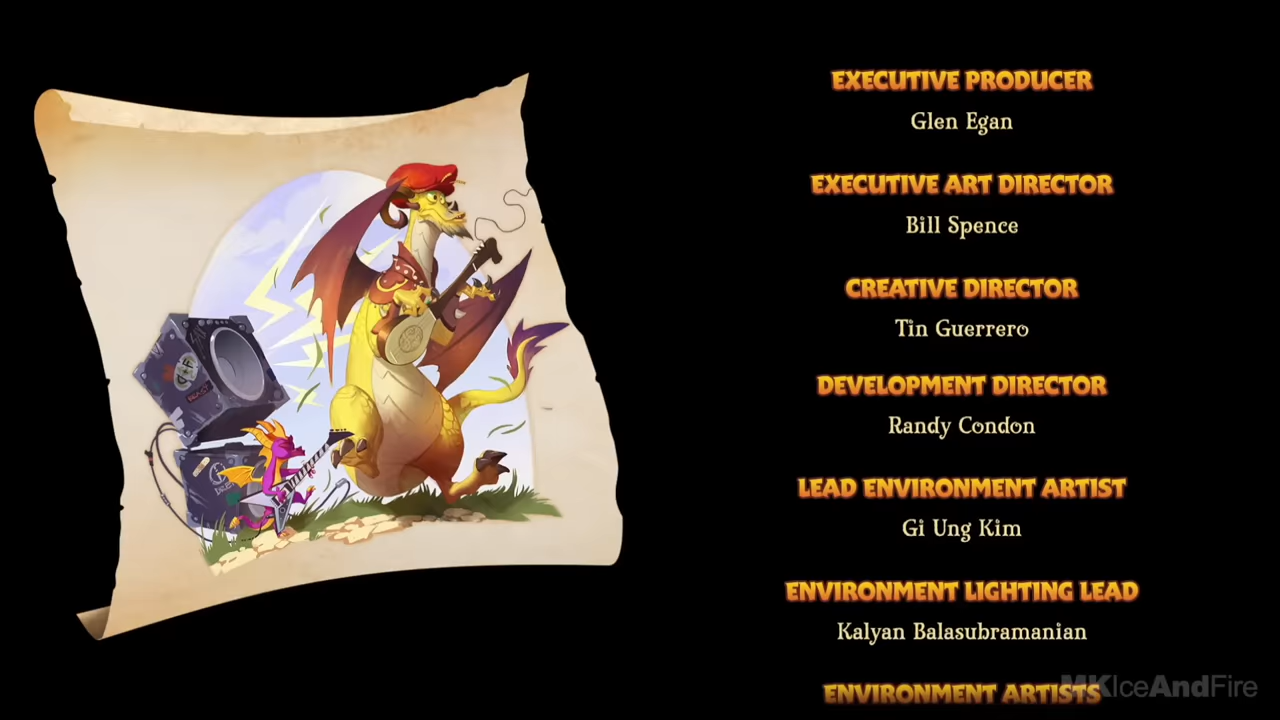 EXECUTIVE PRODUCER
Glen Egan
EXECUTIVE ART DIRECTOR
Bill Spence
CREATIVE DIRECTOR
Tin Guerrero
DEVELOPMENT DIRECTOR
Randy Condon
LEAD ENVIRONMENT ARTIST
Gi Ung Kim
ENVIRONMENT LIGHTING LEAD
Kalyan Balasubramanian
ENVIRONMENT ARTISTS
MKIceAndFire